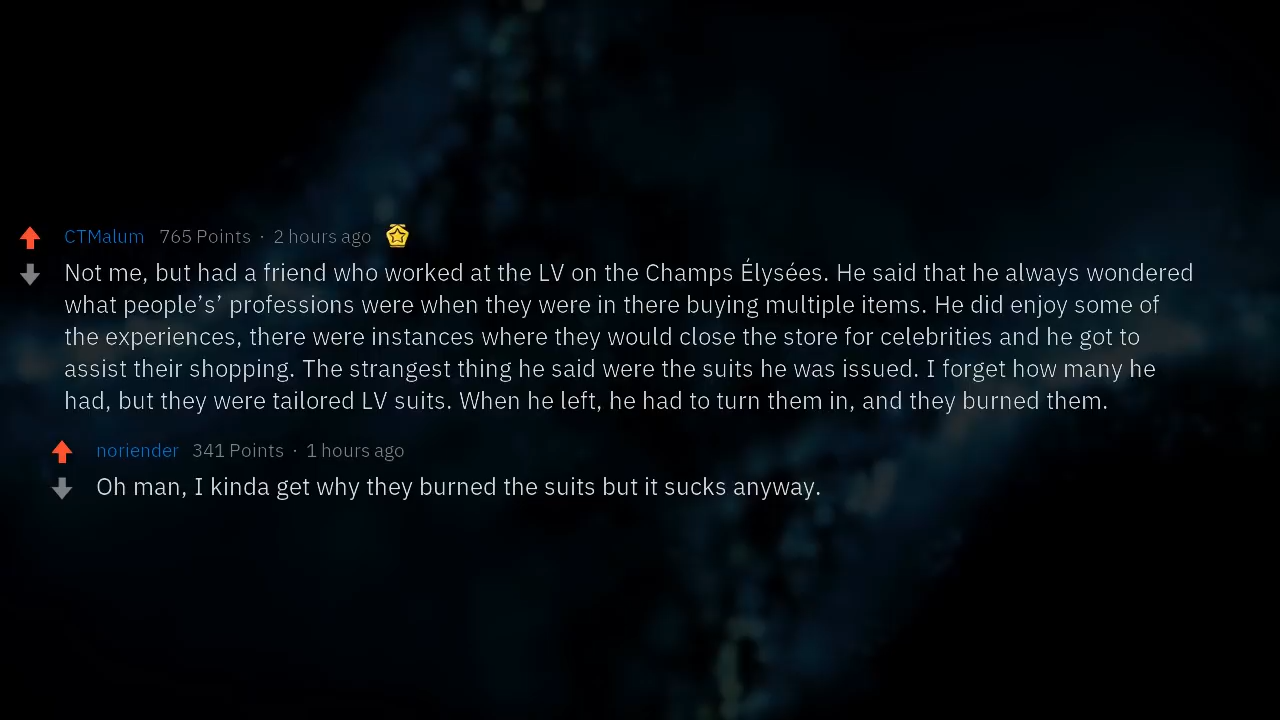 CTMalum 765 Points · 2 hours ago
Not me, but had a friend who worked at the LV on the Champs Élysées. He said that he always wondered
what people’s’ professions were when they were in there buying multiple items. He did enjoy some of
the experiences, there were instances where they would close the store for celebrities and he got to
assist their shopping. The strangest thing he said were the suits he was issued. I forget how many he
had, but they were tailored LV suits. When he left, he had to turn them in, and they burned them.
noriender 341 Points · 1 hours ago
Oh man, I kinda get why they burned the suits but it sucks anyway.